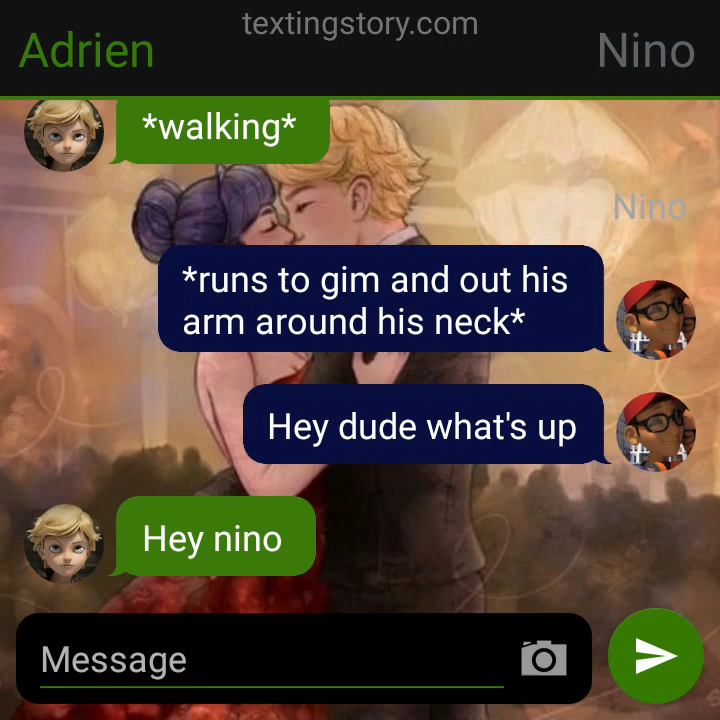 textingstory.com
Adrien
Nino
*walking*
Nino
*runs to gim and out his
arm around his neck*
Hey dude what's up
Hey nino
Message